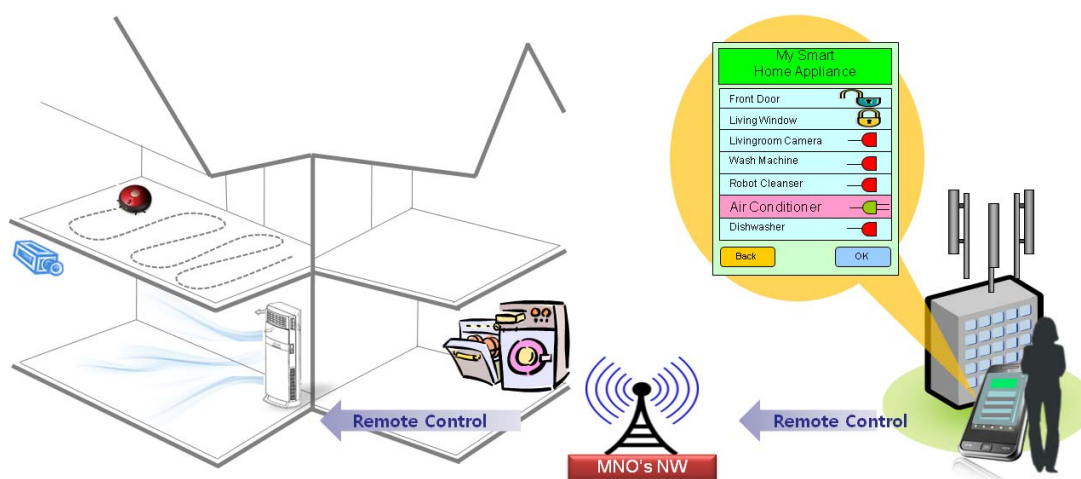 My Smart
Home Appliance
Front Door
Living Window
Livingroom Camera
Wash Machine
Robot Cleanser
Air Conditioner
Dishwasher
Back
OK
Remote Control
Remote Control
MNO's NW